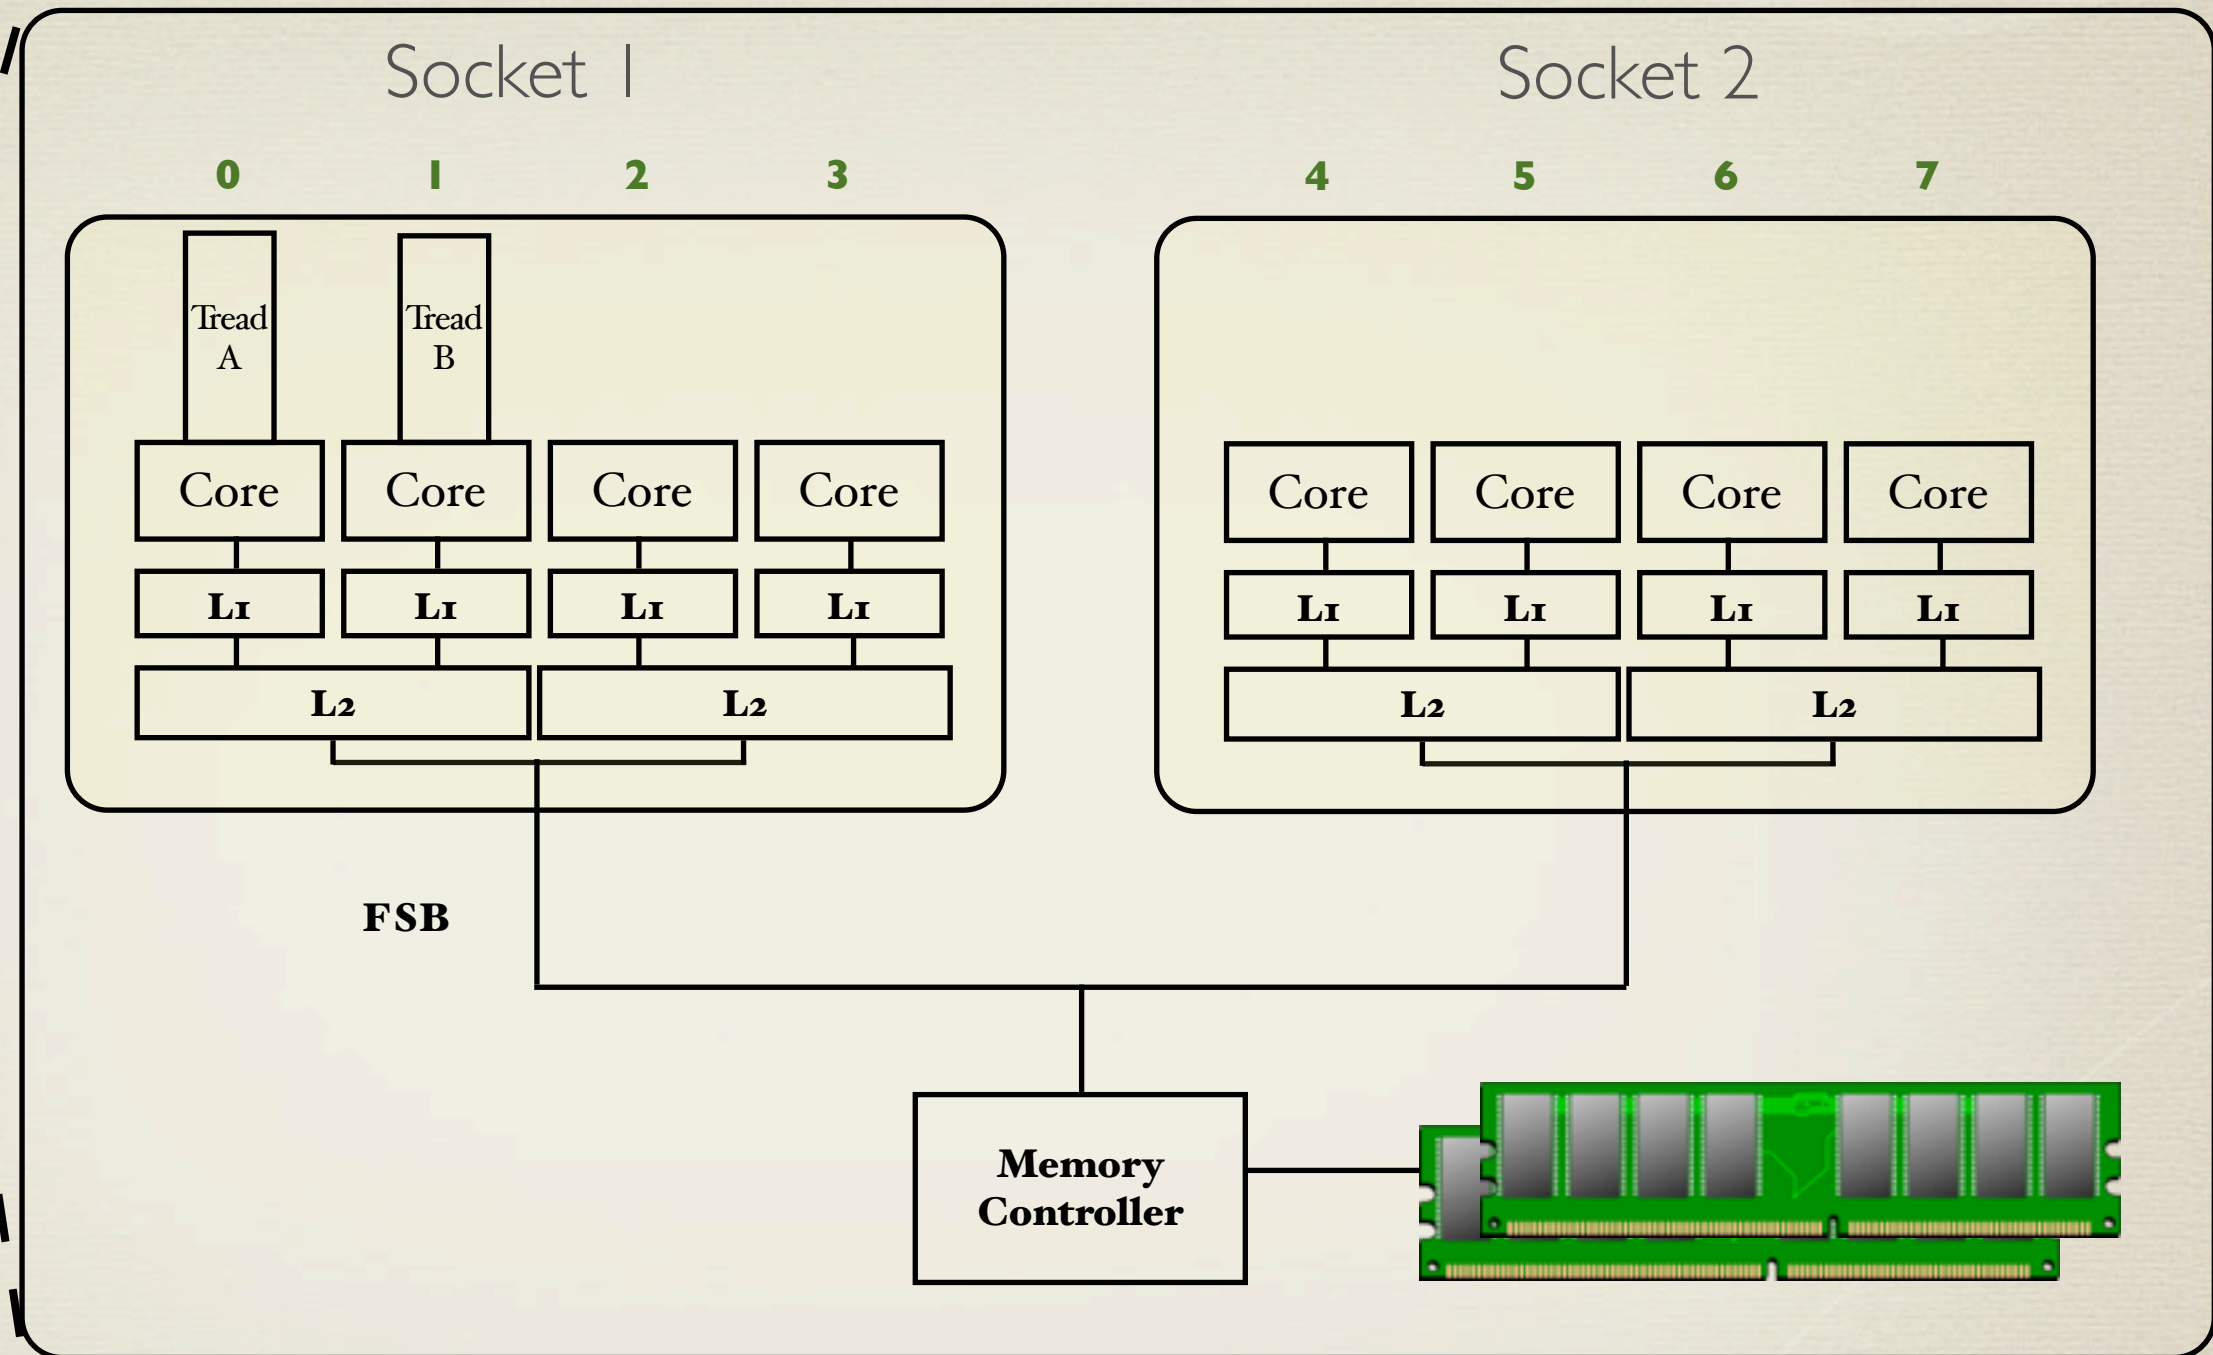 Socket 1
Socket 2
0 1 2 3
4 5 6 7
Tread
A
Tread
B
Core Core Core Core
Core Core Core Core
L1 L1 L1 L1
L1 L1 L1 L1
L2 L2
L2 L2
FSB
Memory
Controller